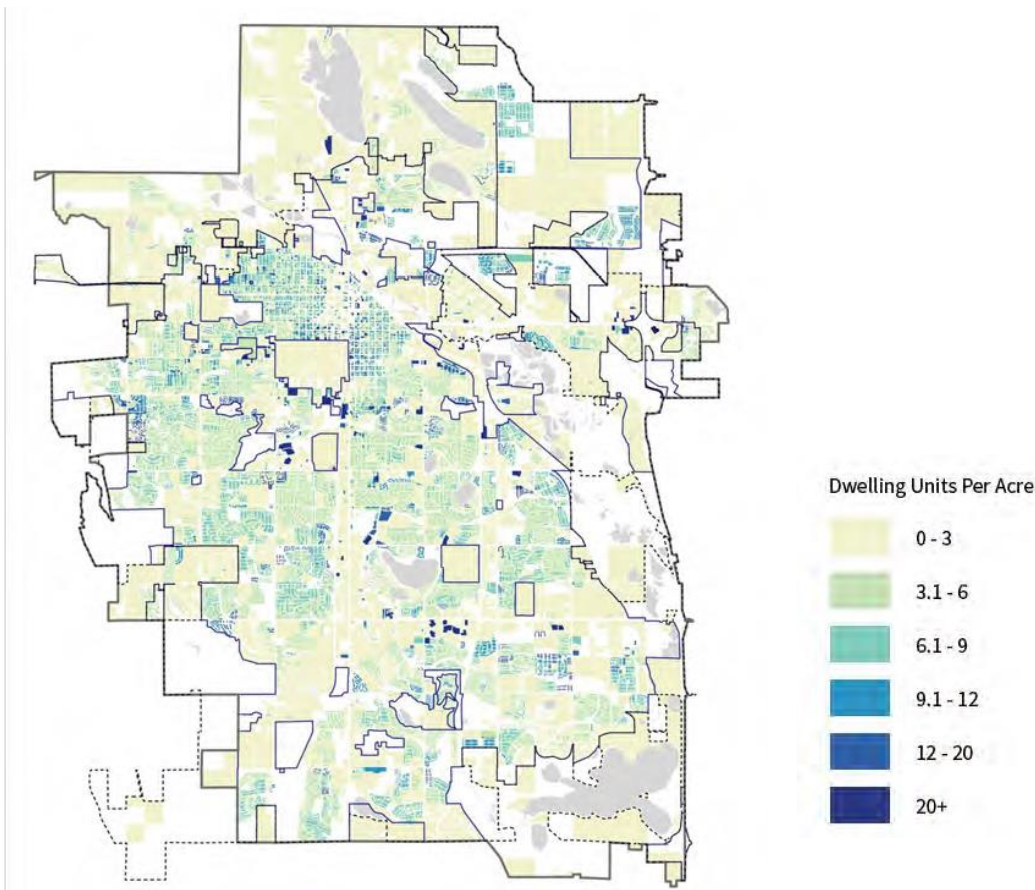 Dwelling Units Per Acre
0 - 3
3.1 - 6
6.1 - 9
9.1 - 12
12 - 20
20+